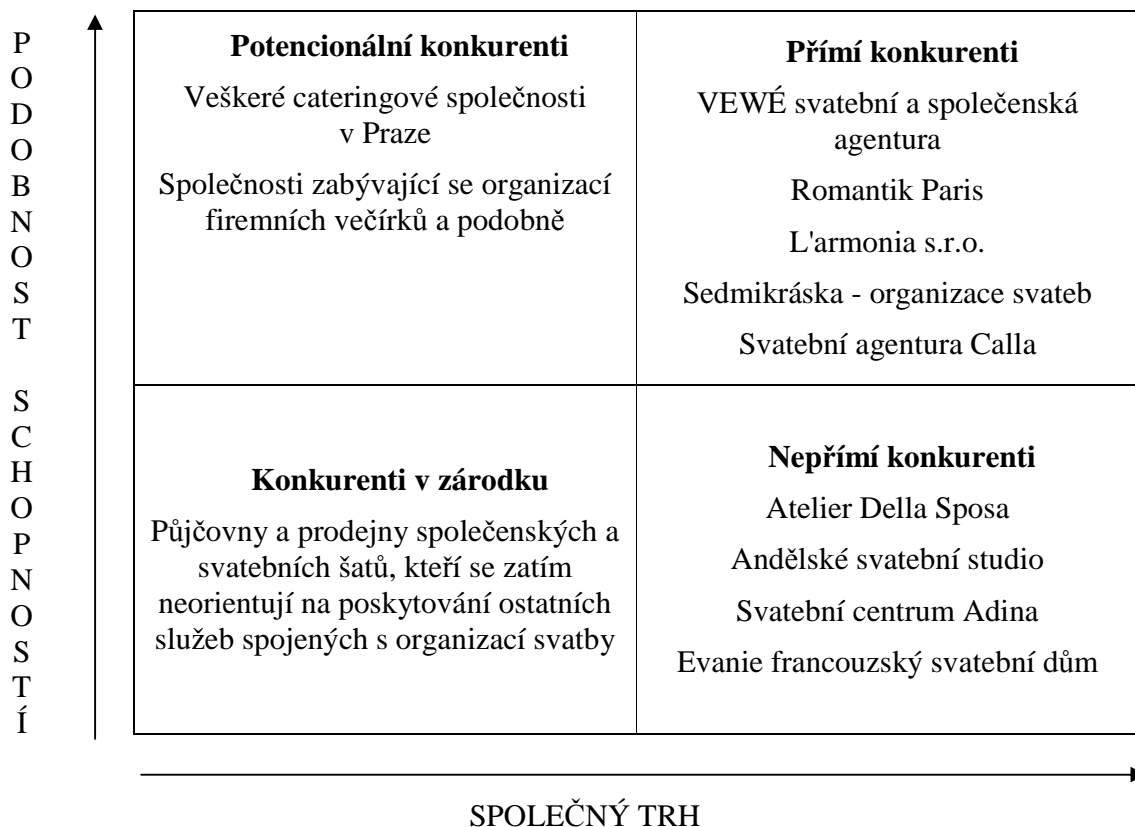 PODOBNOST SCHOPNOSTÍ
Potencionální konkurenti
Veškeré cateringové společnosti
v Praze
Společnosti zabývající se organizací
firemních večírků a podobně
Přímí konkurenti
VEWÉ svatební a společenská
agentura
Romantik Paris
L'armonia s.r.o.
Sedmikráska - organizace svateb
Svatební agentura Calla
Konkurenti v zárodku
Půjčovny a prodejny společenských a
svatebních šatů, kteří se zatím
neorientují na poskytování ostatních
služeb spojených s organizací svatby
Nepřímí konkurenti
Atelier Della Sposa
Andělské svatební studio
Svatební centrum Adina
Evanie francouzský svatební dům
SPOLEČNÝ TRH